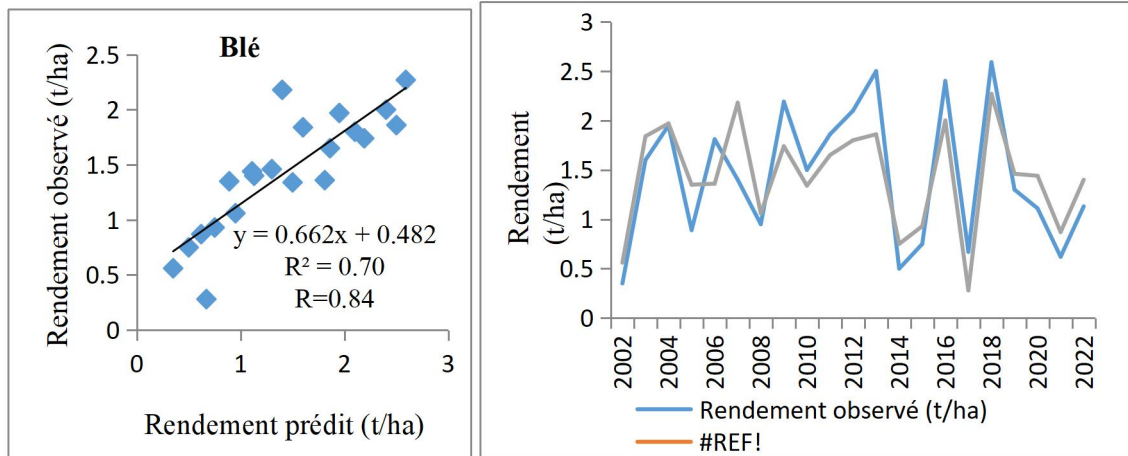 Blé
Rendement observé (t/ha)
2.5
2
1.5
1
0.5
0
y = 0.662x + 0.482
R² = 0.70
R=0.84
0 1 2 3
Rendement prédit (t/ha)
Rendement
(t/ha)
3
2.5
2
1.5
1
0.5
0
2002 2004 2006 2008 2010 2012 2014 2016 2018 2020 2022
Rendement observé (t/ha)
#REF!